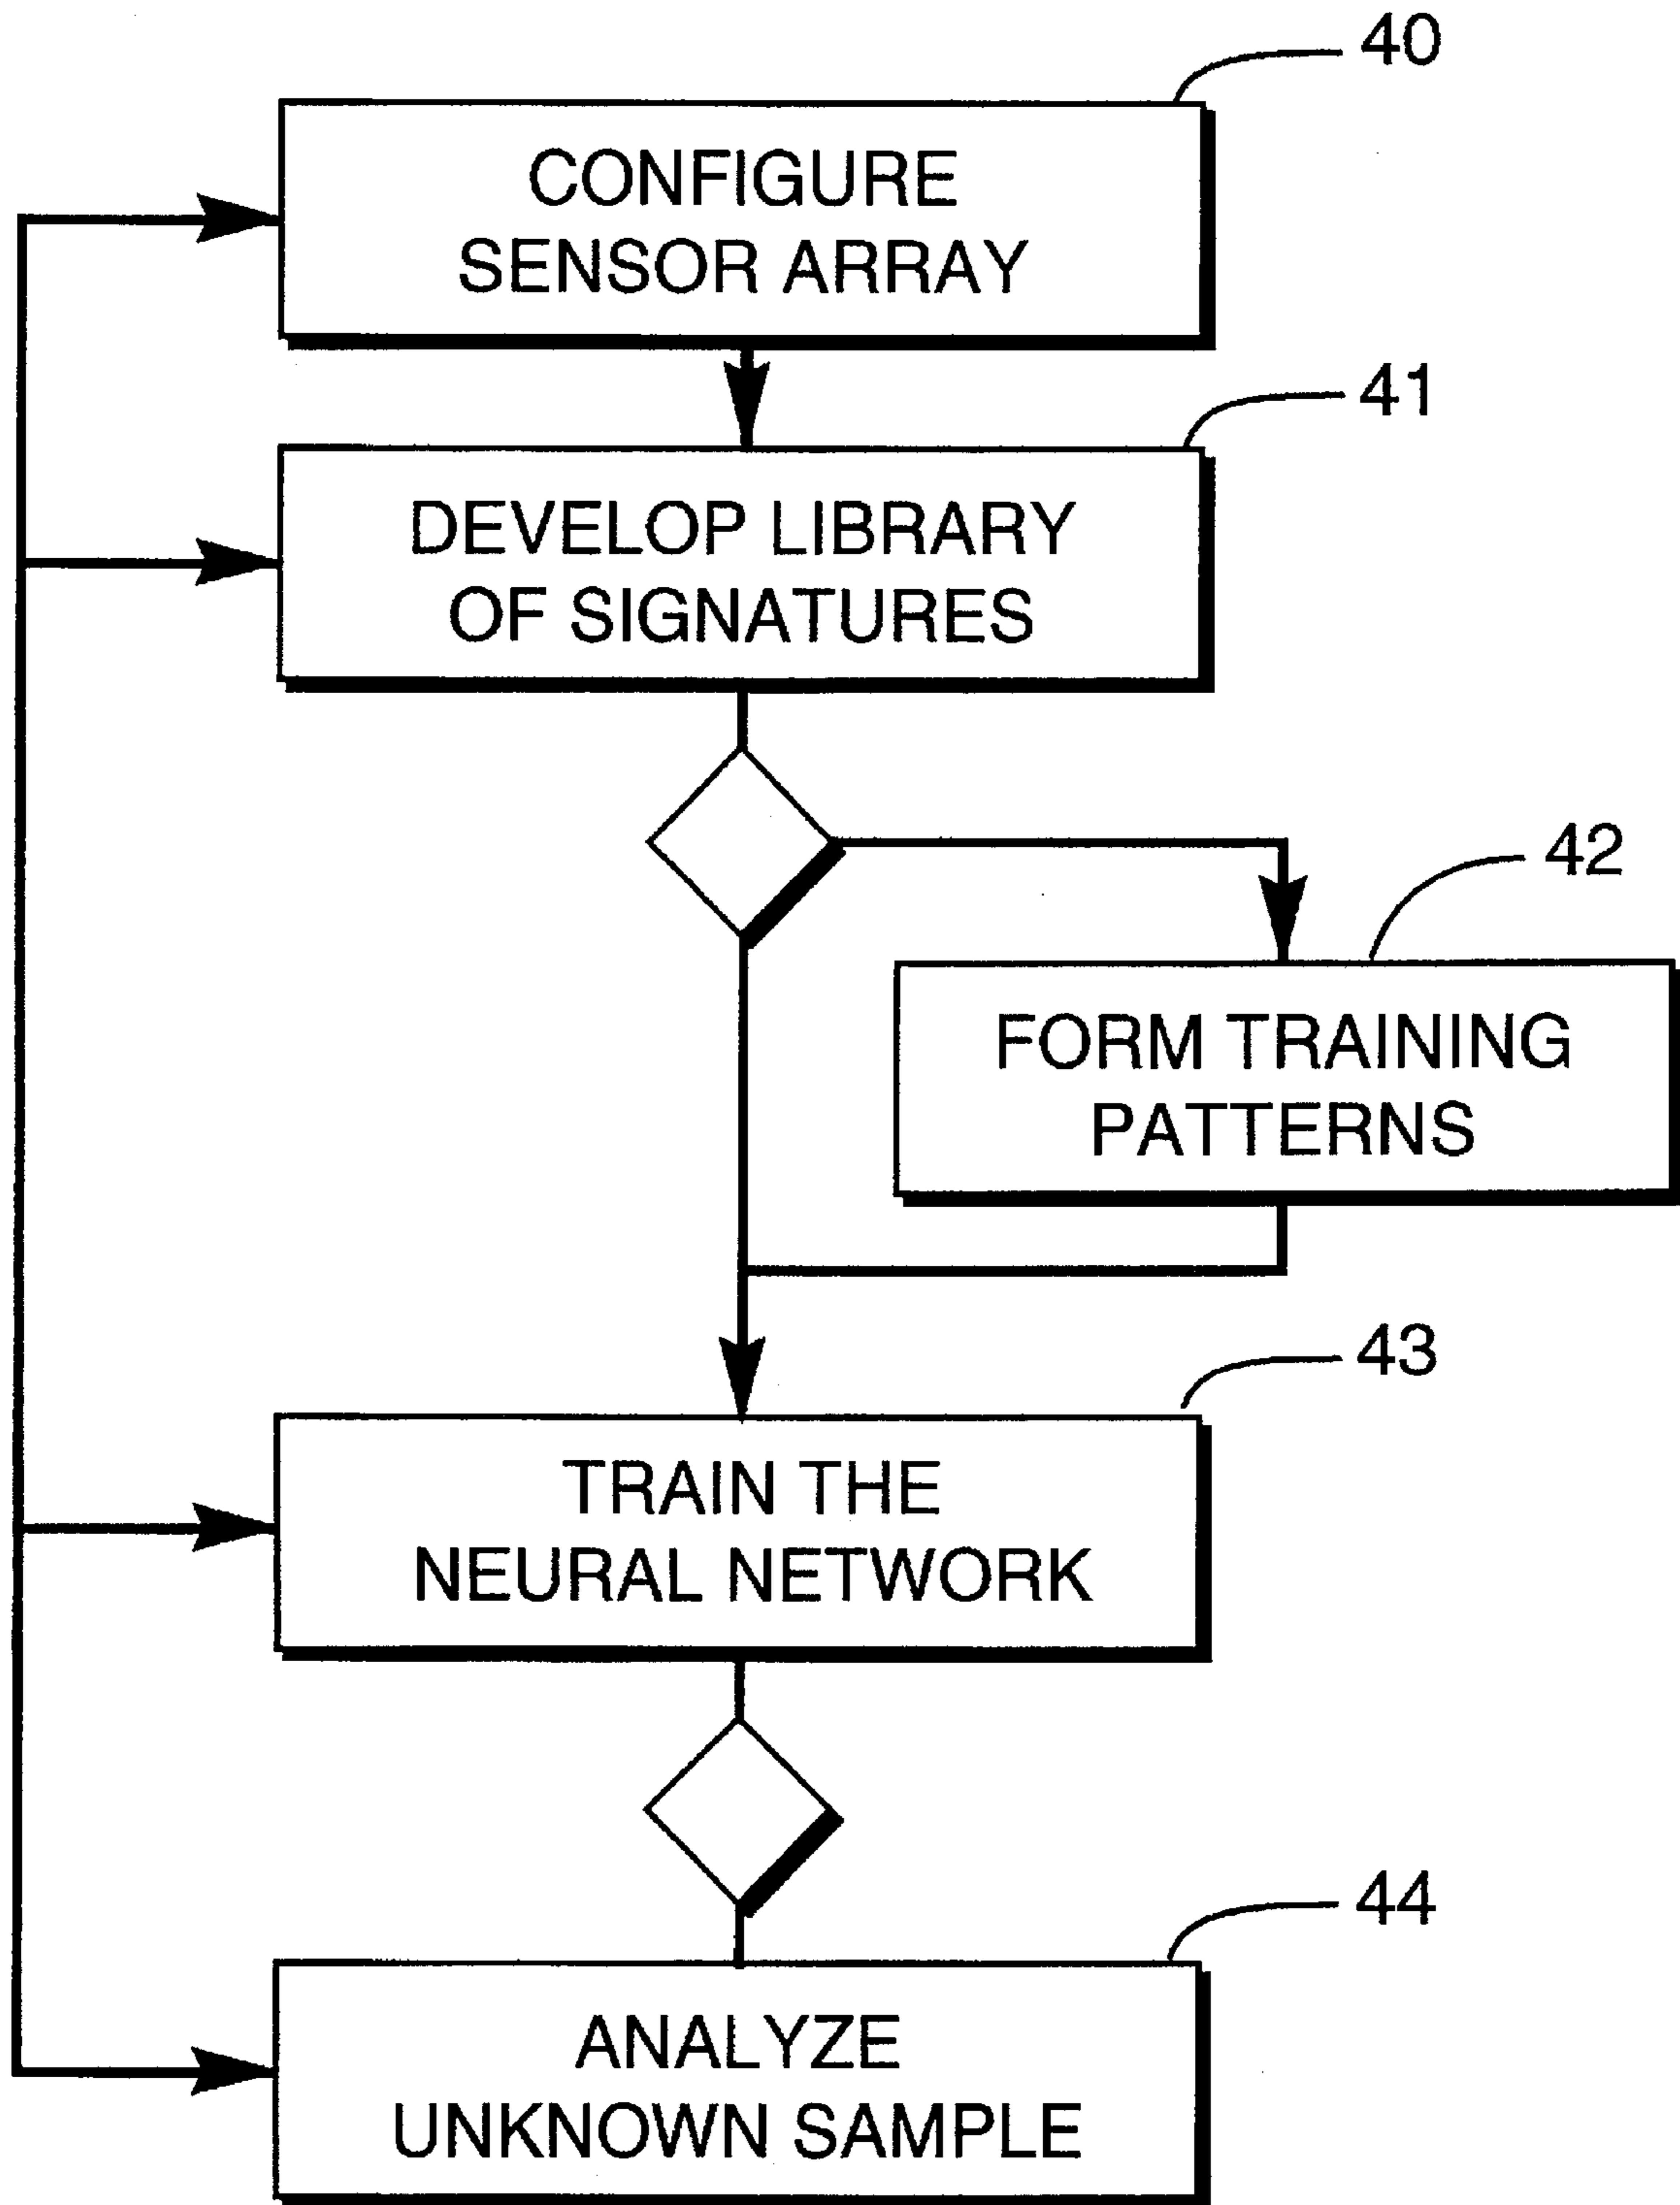 40
CONFIGURE
SENSOR ARRAY
41
DEVELOP LIBRARY
OF SIGNATURES
42
FORM TRAINING
PATTERNS
43
TRAIN THE
NEURAL NETWORK
44
ANALYZE
UNKNOWN SAMPLE